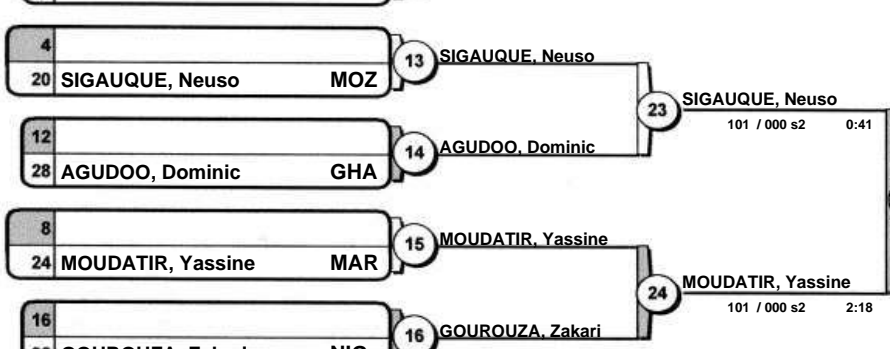 4
20 SIGAUQUE, Neuso MOZ
13
SIGAUQUE, Neuso
23
SIGAUQUE, Neuso
101 / 000 s2 0:41
12
28 AGUDOO, Dominic GHA
14
AGUDOO, Dominic
8
24 MOUDATIR, Yassine MAR
15
MOUDATIR, Yassine
24
MOUDATIR, Yassine
101 / 000 s2 2:18
16
16
GOUROUZA, Zakari